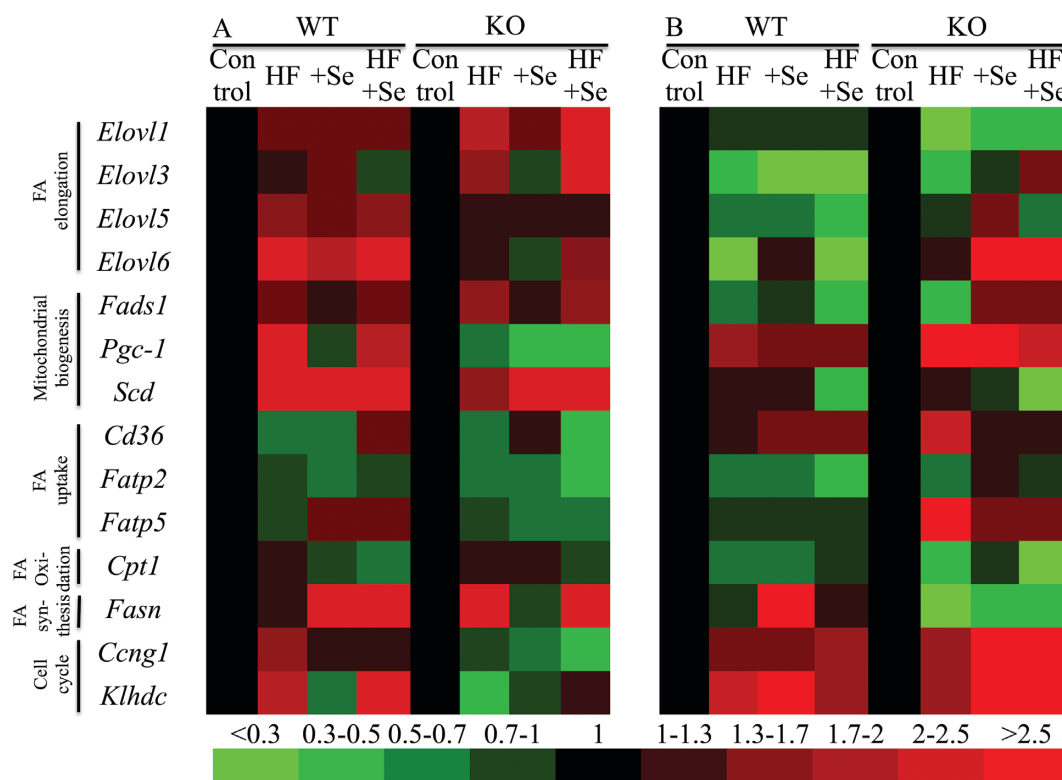 A
WT
KO
B
WT
KO
Con
trol
HF
+Se
HF
+Se
Con
trol
HF
+Se
HF
+Se
Con
trol
HF
+Se
HF
+Se
Con
trol
HF
+Se
HF
+Se
FA
elongation
Elovl1
Elovl3
Elovl5
Elovl6
Mitochondrial
biogenesis
Fads1
Pgc-1
Scd
FA
uptake
Cd36
Fatp2
Fatp5
FA
Oxi-
dation
Cpt1
FA
syn-
thesis
Fasn
Cell
cycle
Ccng1
Klhdc
<0.3 0.3-0.5 0.5-0.7 0.7-1 1 1-1.3 1.3-1.7 1.7-2 2-2.5 >2.5